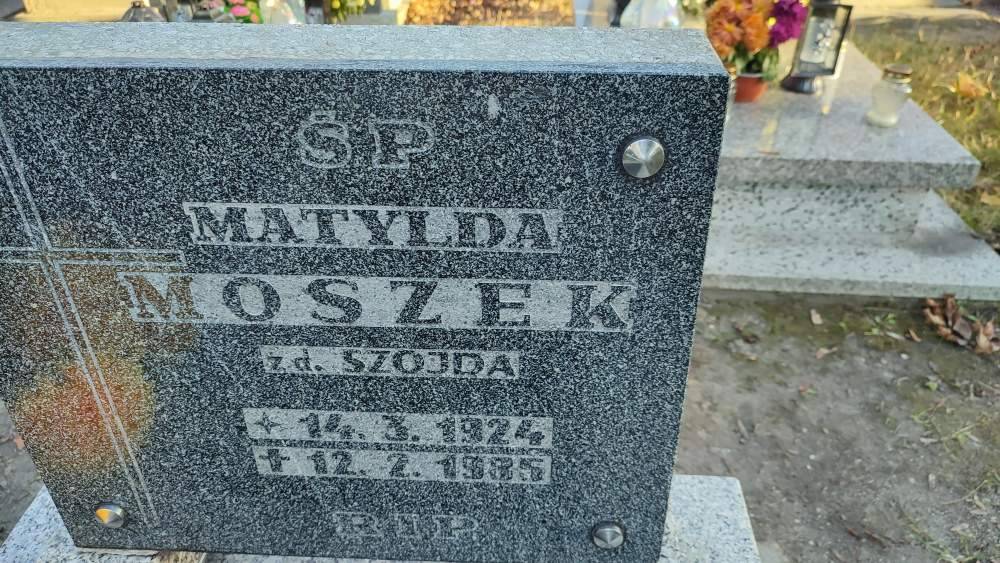 ŚP
MATYLDA
MOSZEK
z d. SZOJDA
14. 3. 1924
✝ 12. 2. 1985
RIP